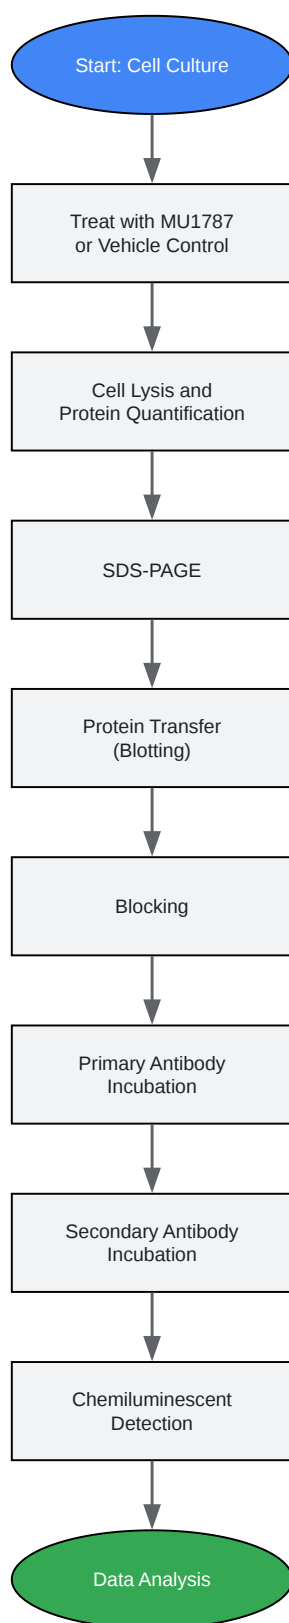 Start: Cell Culture
Treat with MU1787
or Vehicle Control
Cell Lysis and
Protein Quantification
SDS-PAGE
Protein Transfer
(Blotting)
Blocking
Primary Antibody
Incubation
Secondary Antibody
Incubation
Chemiluminescent
Detection
Data Analysis